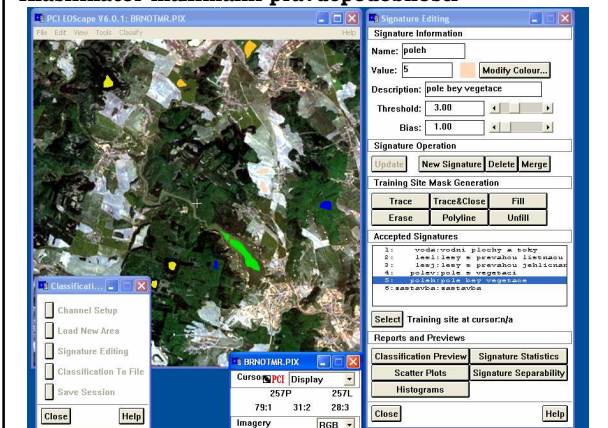 PCI EOScape V6.0.1: BRNOTMR.PIX
File Edit View Tools Classify Help
Classificati...
Channel Setup
Load New Area
Signature Editing
Classification To File
Save Session
Close Help
BRNOTMR.PIX
PCI Display
257P 257L
79:1 31:2 28:3
Imagery RGB
Signature Editing
Signature Information
Name: poleh
Value: 5 Modify Colour...
Description: pole bey vegetace
Threshold: 3.00
Bias: 1.00
Signature Operation
Update New Signature Delete Merge
Training Site Mask Generation
Trace Trace&Close Fill
Erase Polyline Unfill
Accepted Signatures
1: voda:vodni plochy a toky
2: lesl:lesy s prevahou listnaou
3: lesj:lesy s prevahou jehlicnan
4: polev:pole s vegetaci
5: poleh:pole bey vegetace
6:zastavba:zastavba
Select Training site at cursor:n/a
Reports and Previews
Classification Preview Signature Statistics
Scatter Plots Signature Separability
Histograms
Close Help